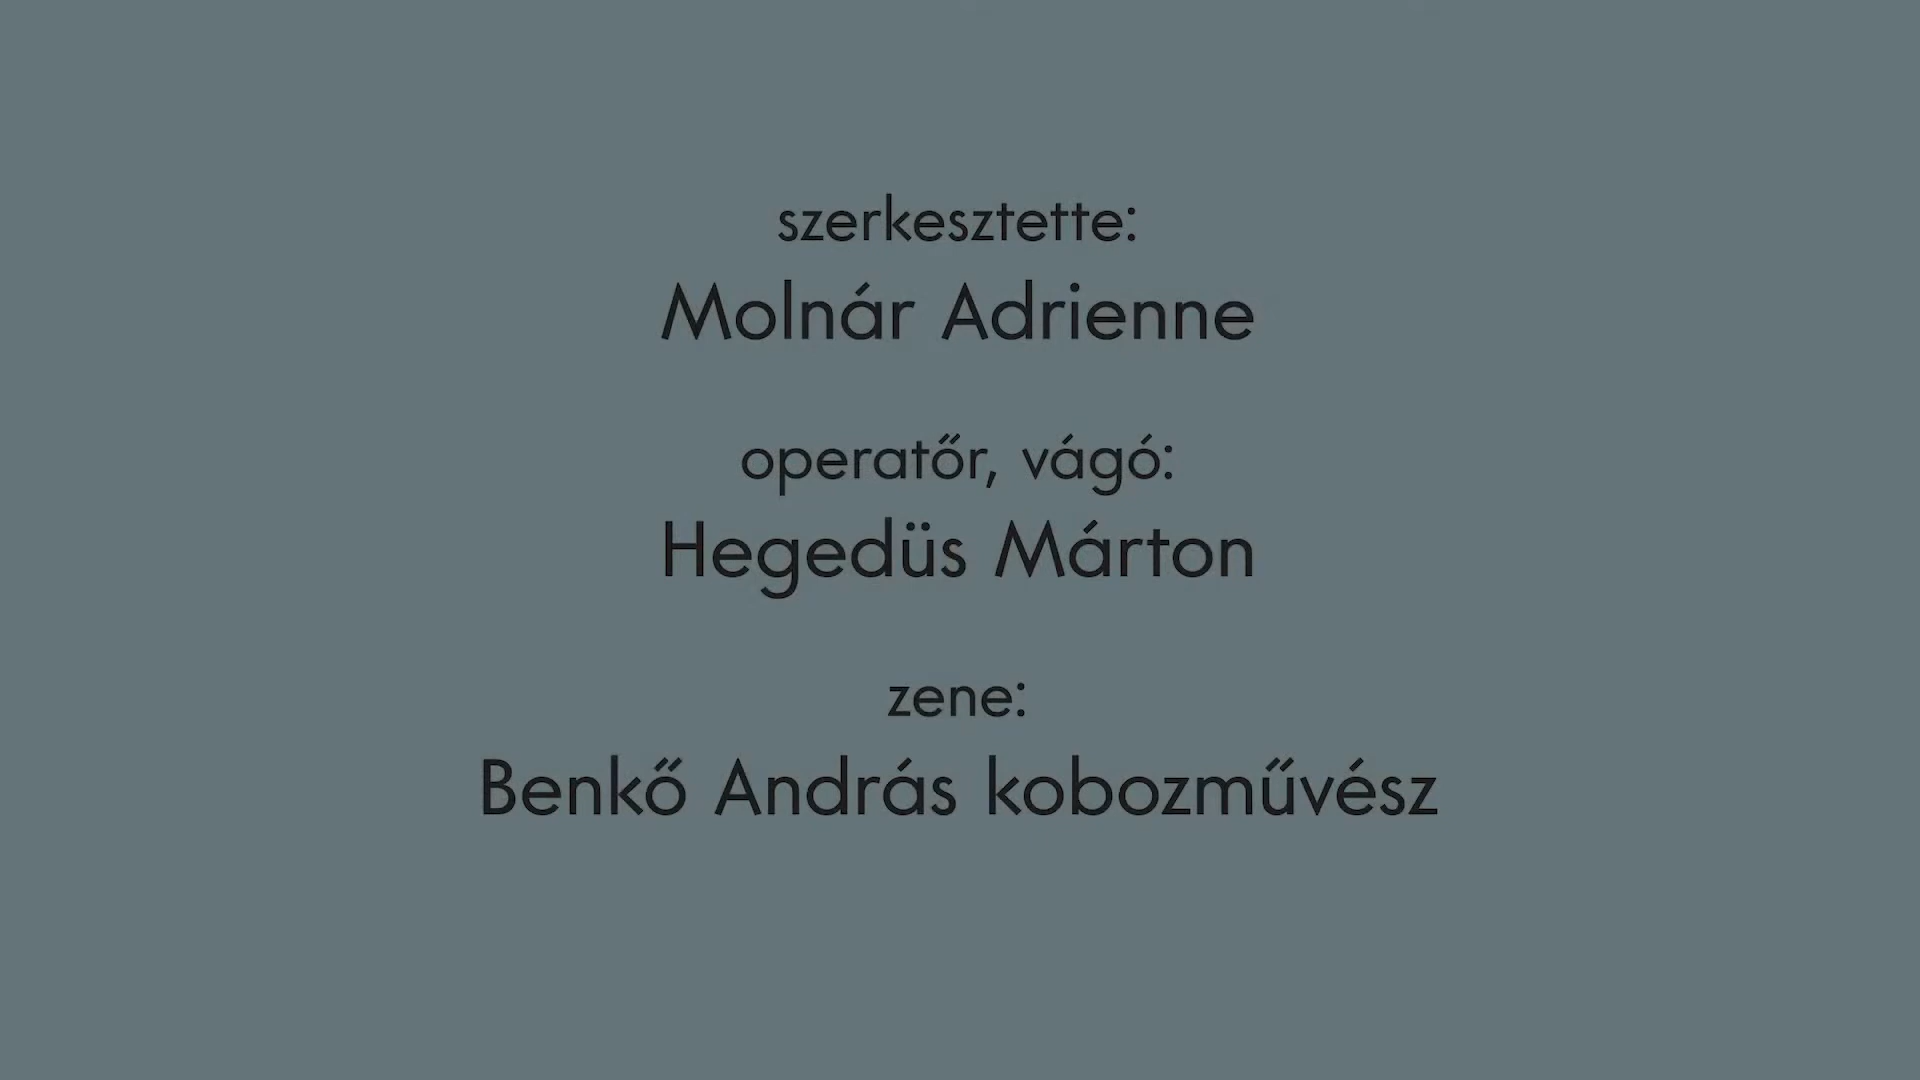 szerkesztette:
Molnár Adrienne
operatőr, vágó:
Hegedüs Márton
zene:
Benkő András kobozművész